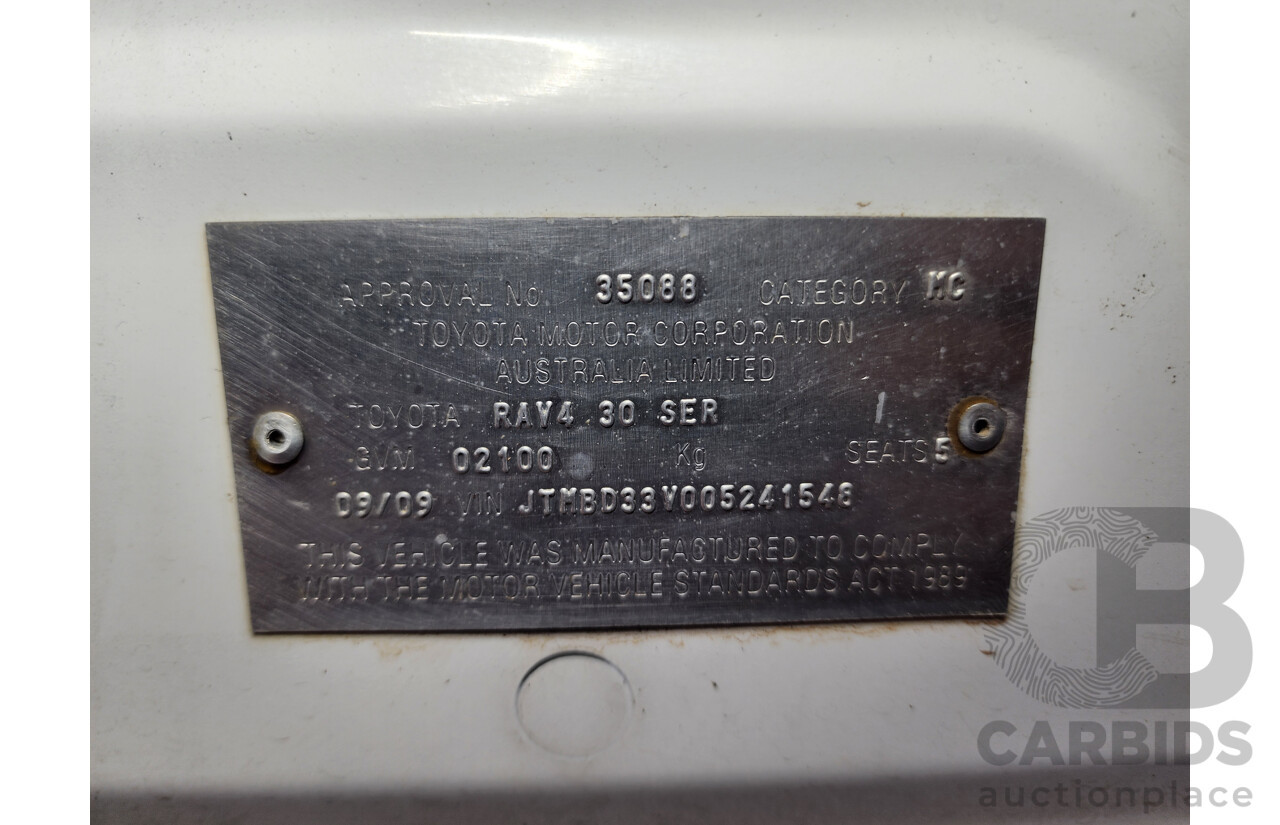 APPROVAL No. 35088 CATEGORY MC
TOYOTA MOTOR CORPORATION
AUSTRALIA LIMITED
TOYOTA RAV4 30 SER 1
GVM 02100 Kg SEATS 5
09/09 VIN JTMBD33V005241548
THIS VEHICLE WAS MANUFACTURED TO COMPLY
WITH THE MOTOR VEHICLE STANDARDS ACT 1989
CB
CARBIDS
auctionplace